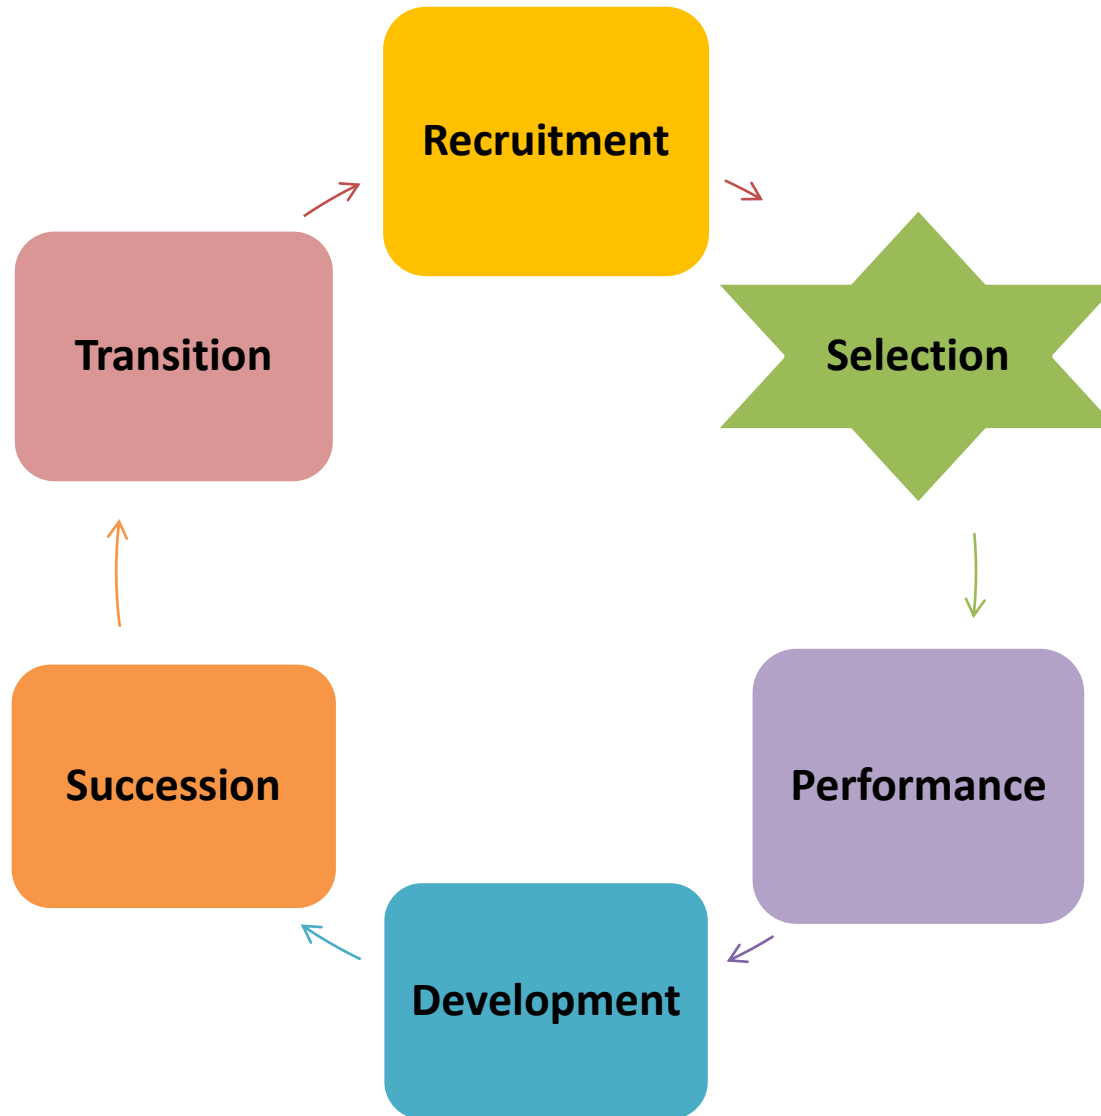 Recruitment
Selection
Performance
Development
Succession
Transition